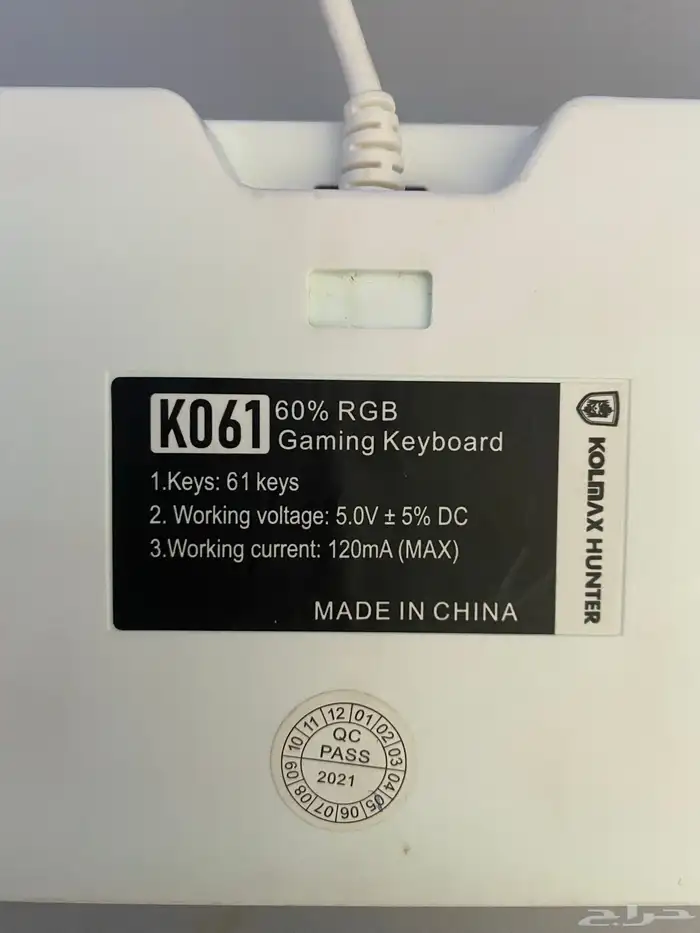 K061 60% RGB
Gaming Keyboard
1.Keys: 61 keys
2. Working voltage: 5.0V ± 5% DC
3.Working current: 120mA (MAX)
MADE IN CHINA
KOLMAX HUNTER
QC
PASS
2021
01 02 03 04 05 06 07 08 09 10 11 12
حراج